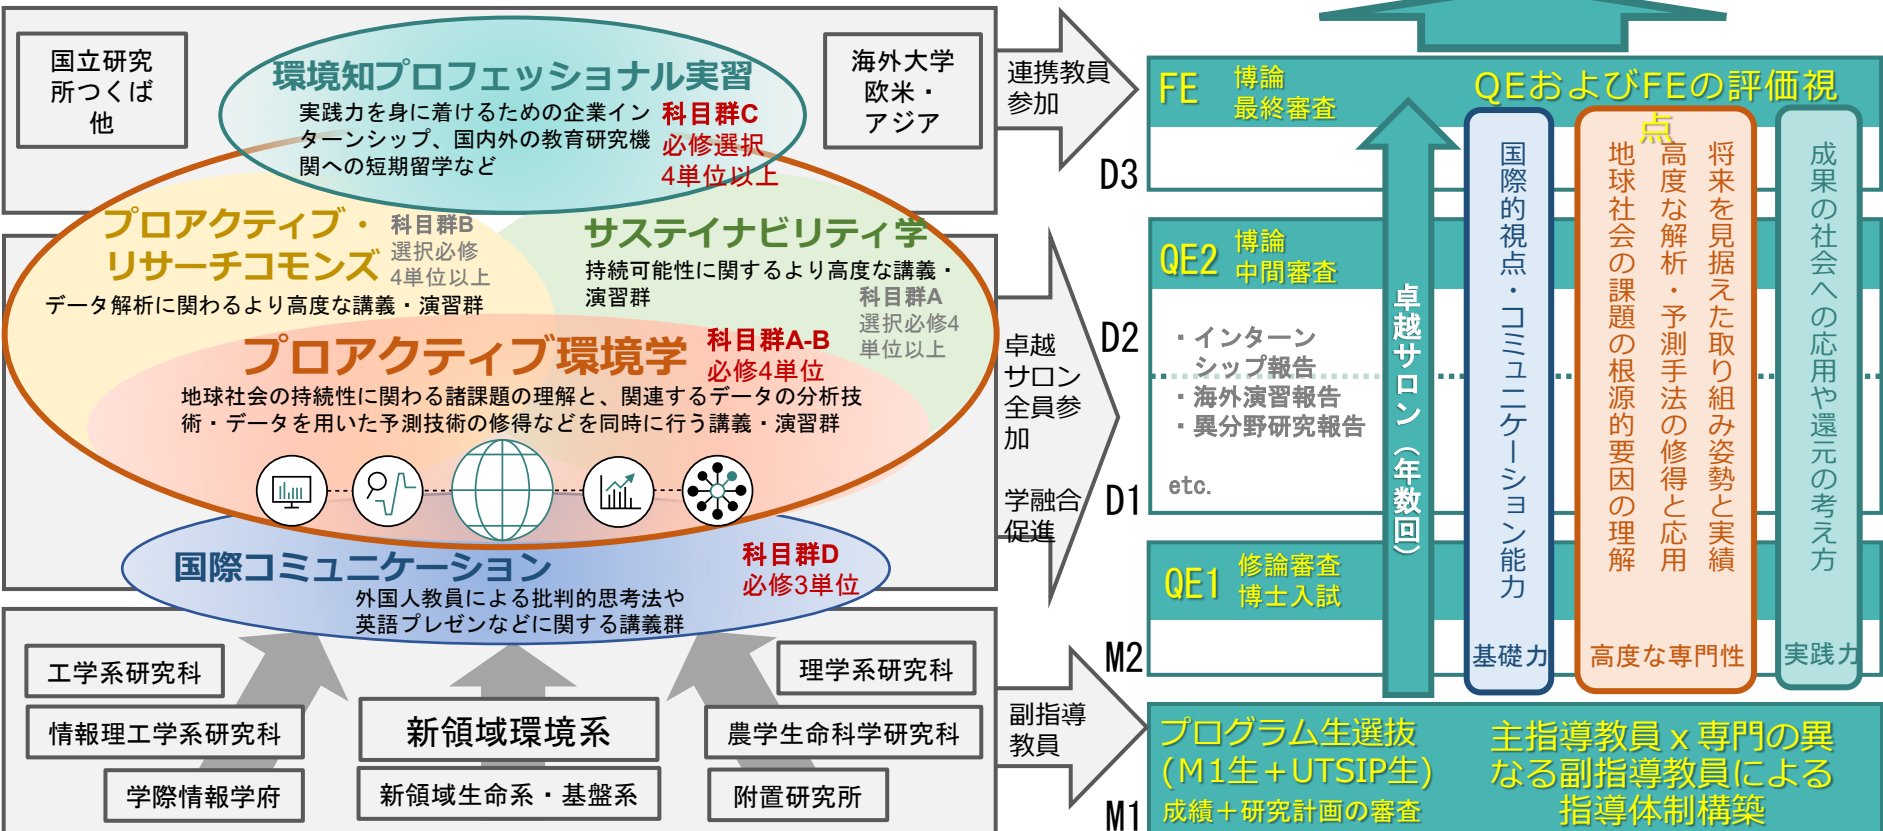 国立研究
所つくば
他
環境知プロフェッショナル実習
実践力を身に着けるための企業イン
ターンシップ、国内外の教育研究機
関への短期留学など
科目群C
必修選択
4単位以上
海外大学
欧米・
アジア
プロアクティブ・
リサーチコモンズ
科目群B
選択必修
4単位以上
データ解析に関わるより高度な講義・演習群
サステイナビリティ学
持続可能性に関するより高度な講義・
演習群
科目群A
選択必修4
単位以上
プロアクティブ環境学
科目群A-B
必修4単位
地球社会の持続性に関わる諸課題の理解と、関連するデータの分析技
術・データを用いた予測技術の修得などを同時に行う講義・演習群
国際コミュニケーション
科目群D
必修3単位
外国人教員による批判的思考法や
英語プレゼンなどに関する講義群
工学系研究科
情報理工学系研究科
学際情報学府
新領域環境系
新領域生命系・基盤系
理学系研究科
農学生命科学研究科
附置研究所
連携教員
参加
卓越
サロン
全員参
加
学融合
促進
副指導
教員
D3
D2
D1
M2
M1
FE
博論
最終審査
QEおよびFEの評価視
点
QE2
博論
中間審査
・インターン
シップ報告
・海外演習報告
・異分野研究報告
etc.
QE1
修論審査
博士入試
卓越サロン（年数回）
国際的視点・コミュニケーション能力
基礎力
将来を見据えた取り組み姿勢と実績
高度な解析・予測手法の修得と応用
地球社会の課題の根源的要因の理解
高度な専門性
成果の社会への応用や還元の考え方
実践力
プログラム生選抜
(M1生＋UTSIP生)
成績＋研究計画の審査
主指導教員 x 専門の異
なる副指導教員による
指導体制構築